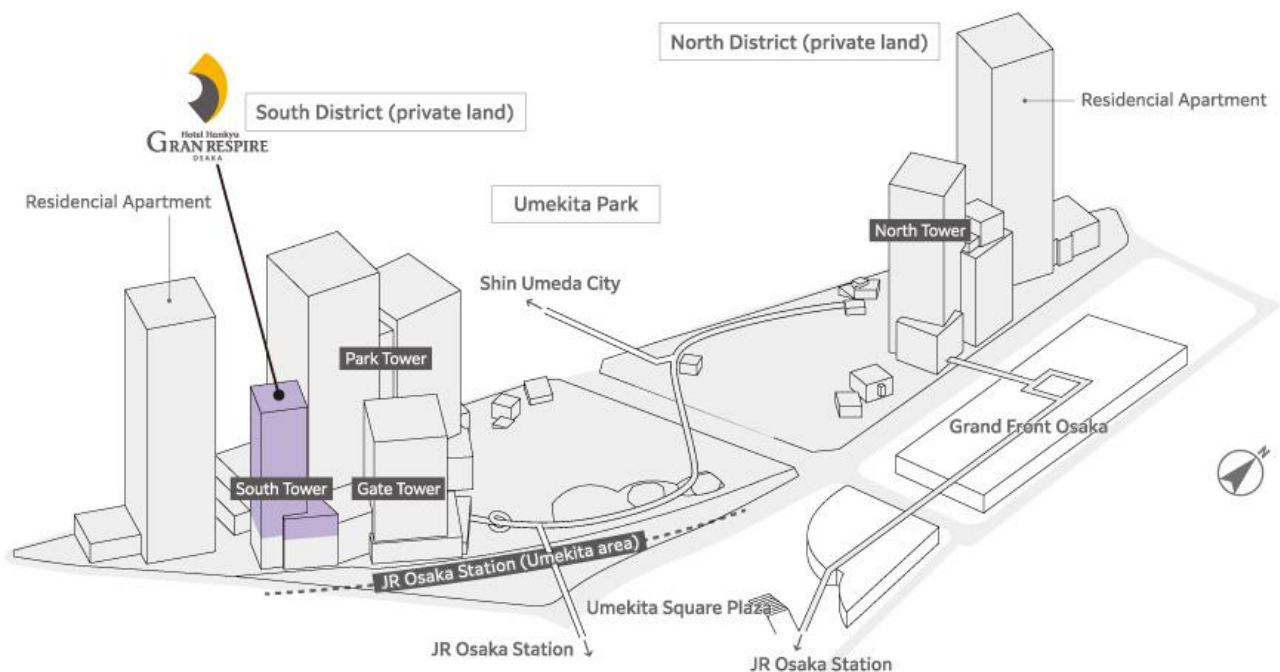 North District (private land)
Residencial Apartment
South District (private land)
Hotel Hankyu
GRAN RESPIRE
OSAKA
Residencial Apartment
Umekita Park
North Tower
Shin Umeda City
Park Tower
Grand Front Osaka
N
South Tower
Gate Tower
JR Osaka Station (Umekita area)
Umekita Square Plaza
JR Osaka Station
JR Osaka Station